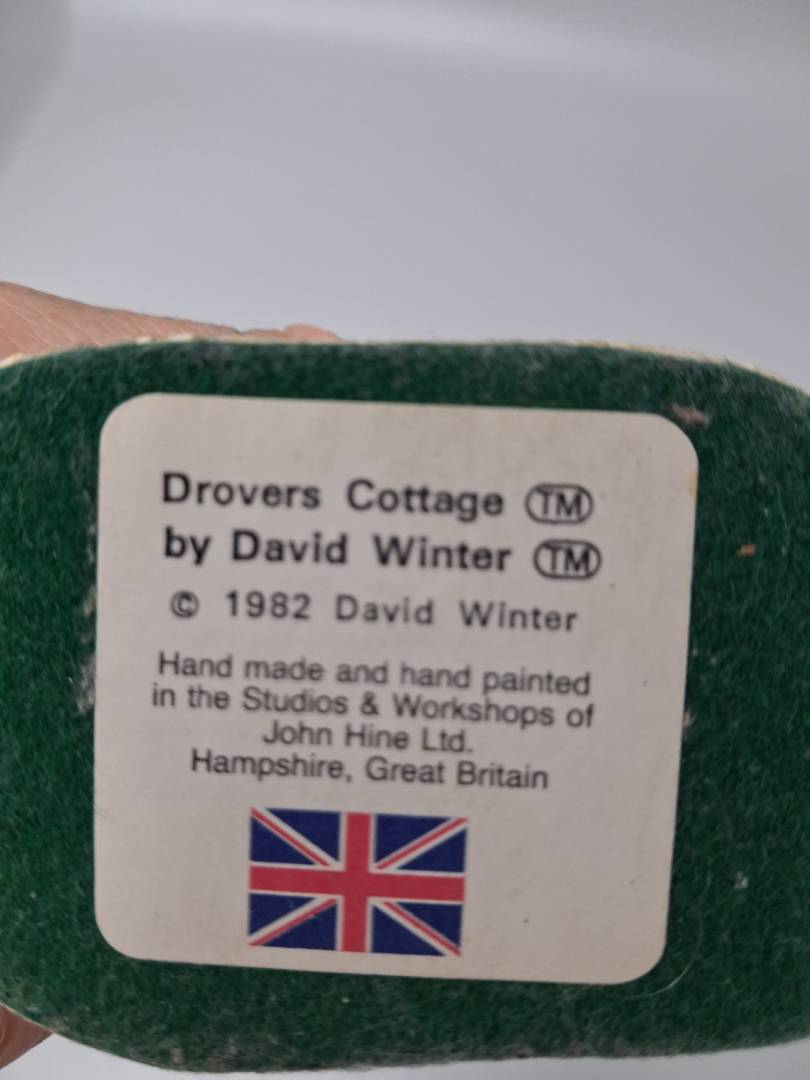 Drovers Cottage TM
by David Winter TM
© 1982 David Winter
Hand made and hand painted
in the Studios & Workshops of
John Hine Ltd.
Hampshire, Great Britain